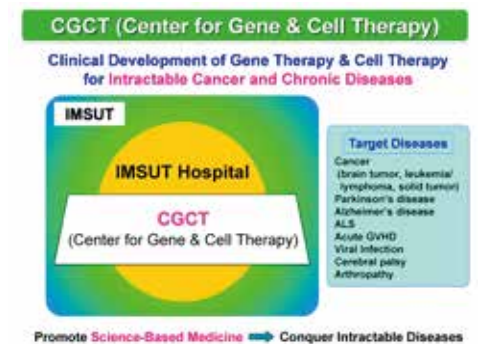 CGCT (Center for Gene & Cell Therapy)
Clinical Development of Gene Therapy & Cell Therapy
for Intractable Cancer and Chronic Diseases
IMSUT
IMSUT Hospital
CGCT
(Center for Gene & Cell Therapy)
Target Diseases
Cancer
(brain tumor, leukemia/
lymphoma, solid tumor)
Parkinson's disease
Alzheimer's disease
ALS
Acute GVHD
Viral Infection
Cerebral palsy
Arthropathy
Promote Science-Based Medicine ➡ Conquer Intractable Diseases